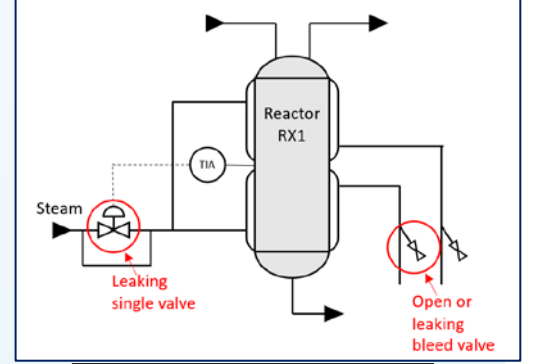 Reactor
RX1
TIA
Steam
Leaking
single valve
Open or
leaking
bleed valve